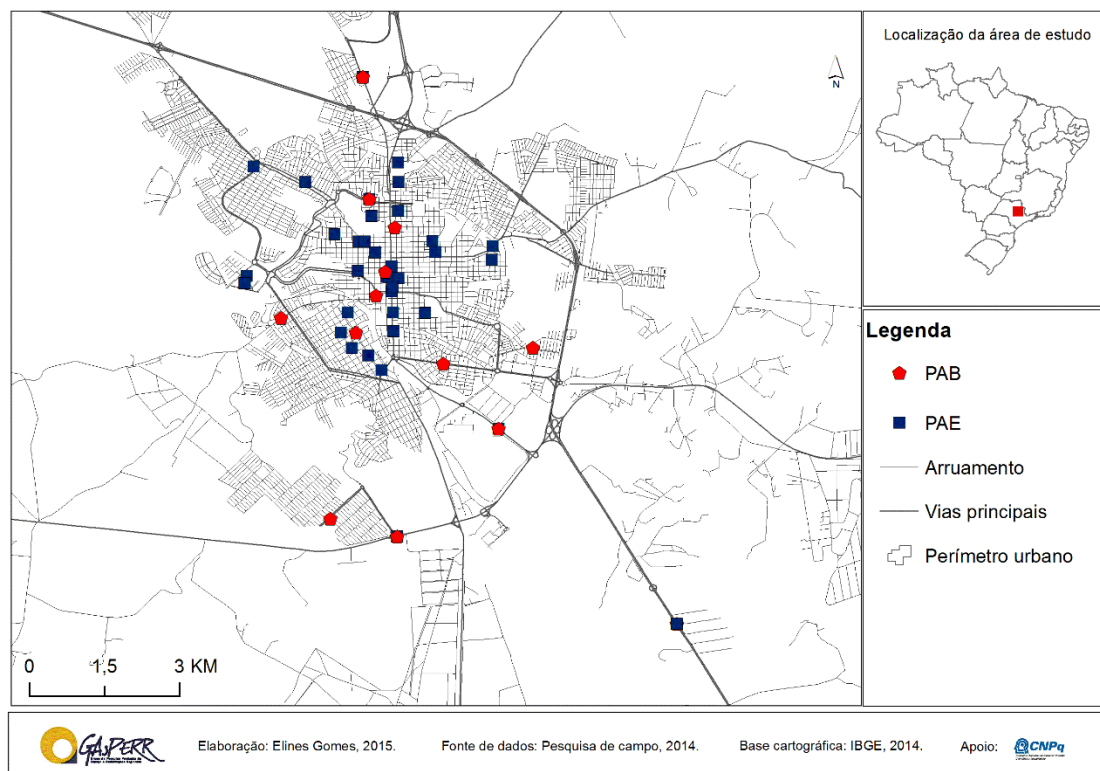 Localização da área de estudo
N
Legenda
PAB
PAE
Arruamento
Vias principais
Perímetro urbano
0 1,5 3 KM
GAsPERR
Elaboração: Elines Gomes, 2015.
Fonte de dados: Pesquisa de campo, 2014.
Base cartográfica: IBGE, 2014.
Apoio:
CNPq